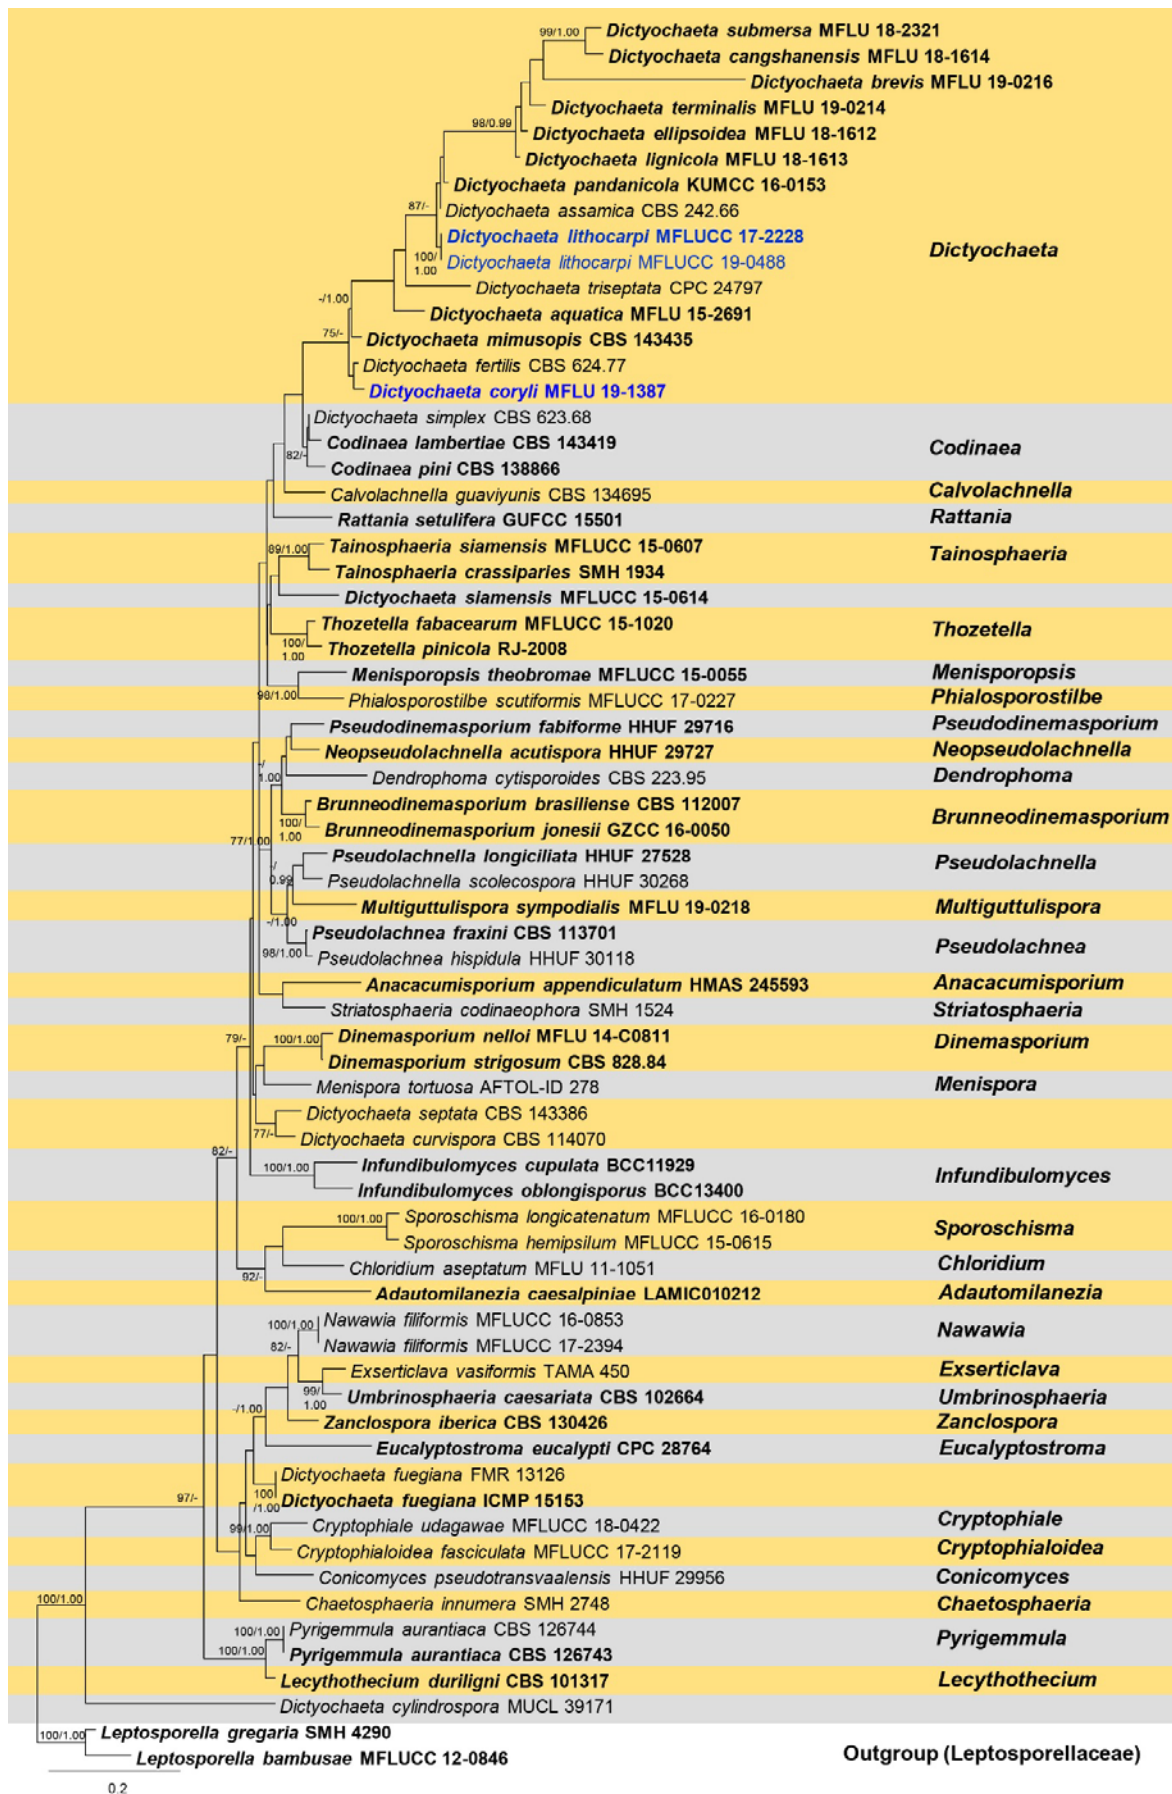 99/1.00
Dictyochaeta submersa MFLU 18-2321
Dictyochaeta cangshanensis MFLU 18-1614
Dictyochaeta brevis MFLU 19-0216
Dictyochaeta terminalis MFLU 19-0214
98/0.99
Dictyochaeta ellipsoidea MFLU 18-1612
Dictyochaeta lignicola MFLU 18-1613
Dictyochaeta pandanicola KUMCC 16-0153
87/-
Dictyochaeta assamica CBS 242.66
Dictyochaeta lithocarpi MFLUCC 17-2228
Dictyochaeta
100/
1.00
Dictyochaeta lithocarpi MFLUCC 19-0488
Dictyochaeta triseptata CPC 24797
-/1.00
Dictyochaeta aquatica MFLU 15-2691
75/-
Dictyochaeta mimusopis CBS 143435
Dictyochaeta fertilis CBS 624.77
Dictyochaeta coryli MFLU 19-1387
Dictyochaeta simplex CBS 623.68
Codinaea lambertiae CBS 143419
Codinaea
82/-
Codinaea pini CBS 138866
Calvolachnella guaviyunis CBS 134695
Calvolachnella
Rattania setulifera GUFCC 15501
Rattania
89/1.00
Tainosphaeria siamensis MFLUCC 15-0607
Tainosphaeria
Tainosphaeria crassiparies SMH 1934
Dictyochaeta siamensis MFLUCC 15-0614
Thozetella fabacearum MFLUCC 15-1020
Thozetella
100/
1.00
Thozetella pinicola RJ-2008
Menisporopsis theobromae MFLUCC 15-0055
Menisporopsis
98/1.00
Phialosporostilbe scutiformis MFLUCC 17-0227
Phialosporostilbe
Pseudodinemasporium fabiforme HHUF 29716
Pseudodinemasporium
Neopseudolachnella acutispora HHUF 29727
Neopseudolachnella
-/
1.00
Dendrophoma cytisporoides CBS 223.95
Dendrophoma
Brunneodinemasporium brasiliense CBS 112007
Brunneodinemasporium
100/
1.00
Brunneodinemasporium jonesii GZCC 16-0050
77/1.00
Pseudolachnella longiciliata HHUF 27528
Pseudolachnella
-/
0.99
Pseudolachnella scolecospora HHUF 30268
Multiguttulispora sympodialis MFLU 19-0218
Multiguttulispora
-/1.00
Pseudolachnea fraxini CBS 113701
Pseudolachnea
98/1.00
Pseudolachnea hispidula HHUF 30118
Anacacumisporium appendiculatum HMAS 245593
Anacacumisporium
Striatosphaeria codinaeophora SMH 1524
Striatosphaeria
79/-
100/1.00
Dinemasporium nelloi MFLU 14-C0811
Dinemasporium
Dinemasporium strigosum CBS 828.84
Menispora tortuosa AFTOL-ID 278
Menispora
Dictyochaeta septata CBS 143386
77/-
Dictyochaeta curvispora CBS 114070
82/-
100/1.00
Infundibulomyces cupulata BCC11929
Infundibulomyces
Infundibulomyces oblongisporus BCC13400
100/1.00
Sporoschisma longicatenatum MFLUCC 16-0180
Sporoschisma
Sporoschisma hemipsilum MFLUCC 15-0615
Chloridium aseptatum MFLU 11-1051
Chloridium
92/-
Adautomilanezia caesalpiniae LAMIC010212
Adautomilanezia
100/1.00
Nawawia filiformis MFLUCC 16-0853
Nawawia
82/-
Nawawia filiformis MFLUCC 17-2394
Exserticlava vasiformis TAMA 450
Exserticlava
99/
1.00
Umbrinosphaeria caesariata CBS 102664
Umbrinosphaeria
-/1.00
Zanclospora iberica CBS 130426
Zanclospora
Eucalyptostroma eucalypti CPC 28764
Eucalyptostroma
Dictyochaeta fuegiana FMR 13126
97/-
100
/1.00
Dictyochaeta fuegiana ICMP 15153
99/1.00
Cryptophiale udagawae MFLUCC 18-0422
Cryptophiale
Cryptophialoidea fasciculata MFLUCC 17-2119
Cryptophialoidea
Conicomyces pseudotransvaalensis HHUF 29956
Conicomyces
100/1.00
Chaetosphaeria innumera SMH 2748
Chaetosphaeria
100/1.00
Pyrigemmula aurantiaca CBS 126744
Pyrigemmula
100/1.00
Pyrigemmula aurantiaca CBS 126743
Lecythothecium duriligni CBS 101317
Lecythothecium
Dictyochaeta cylindrospora MUCL 39171
100/1.00
Leptosporella gregaria SMH 4290
Leptosporella bambusae MFLUCC 12-0846
Outgroup (Leptosporellaceae)
0.2